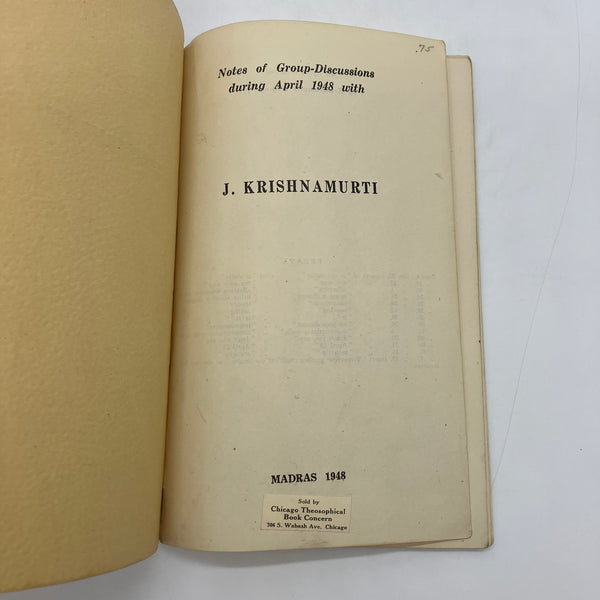 .75
Notes of Group-Discussions
during April 1948 with
J. KRISHNAMURTI
MADRAS 1948
Sold by
Chicago Theosophical
Book Concern
306 S. Wabash Ave. Chicago